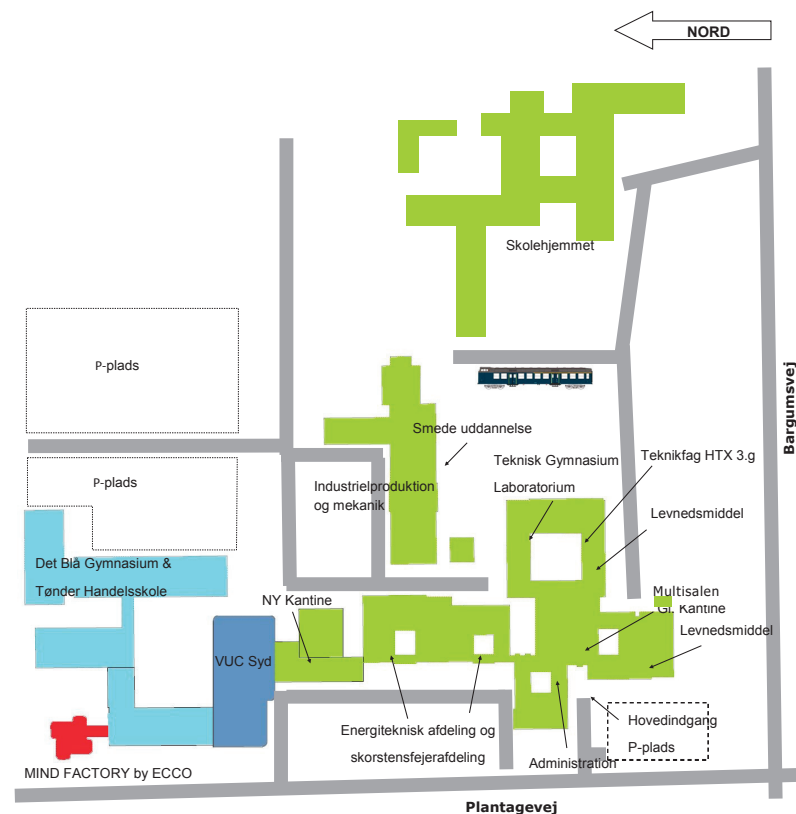 NORD
Skolehjemmet
P-plads
Bargumsvej
Smede uddannelse
Teknisk Gymnasium
Laboratorium
Teknikfag HTX 3.g
P-plads
Industrielproduktion
og mekanik
Levnedsmiddel
Det Blå Gymnasium &
Tønder Handelsskole
NY Kantine
Multisalen
Gl. Kantine
Levnedsmiddel
VUC Syd
Energiteknisk afdeling og
skorstensfejerafdeling
Hovedindgang
P-plads
Administration
MIND FACTORY by ECCO
Plantagevej